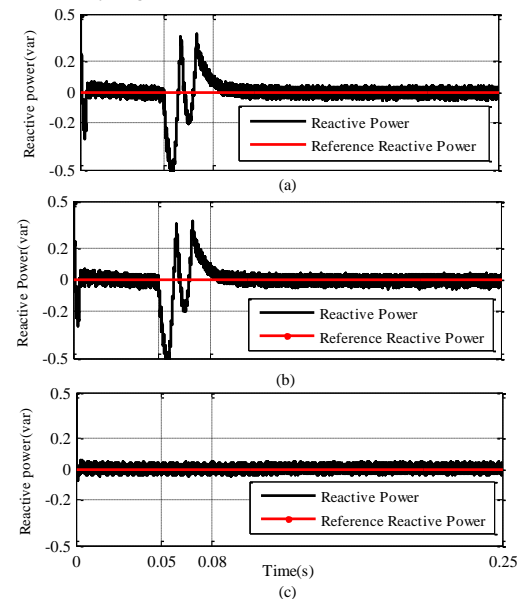 0.5
0.2
0
-0.2
-0.5
Reactive power(var)
Reactive Power
Reference Reactive Power
(a)
0.5
0.2
0
-0.2
-0.5
Reactive Power(var)
Reactive Power
Reference Reactive Power
(b)
0.5
0.2
0
-0.2
-0.5
Reactive power(var)
Reactive Power
Reference Reactive Power
0 0.05 0.08 0.25
Time(s)
(c)